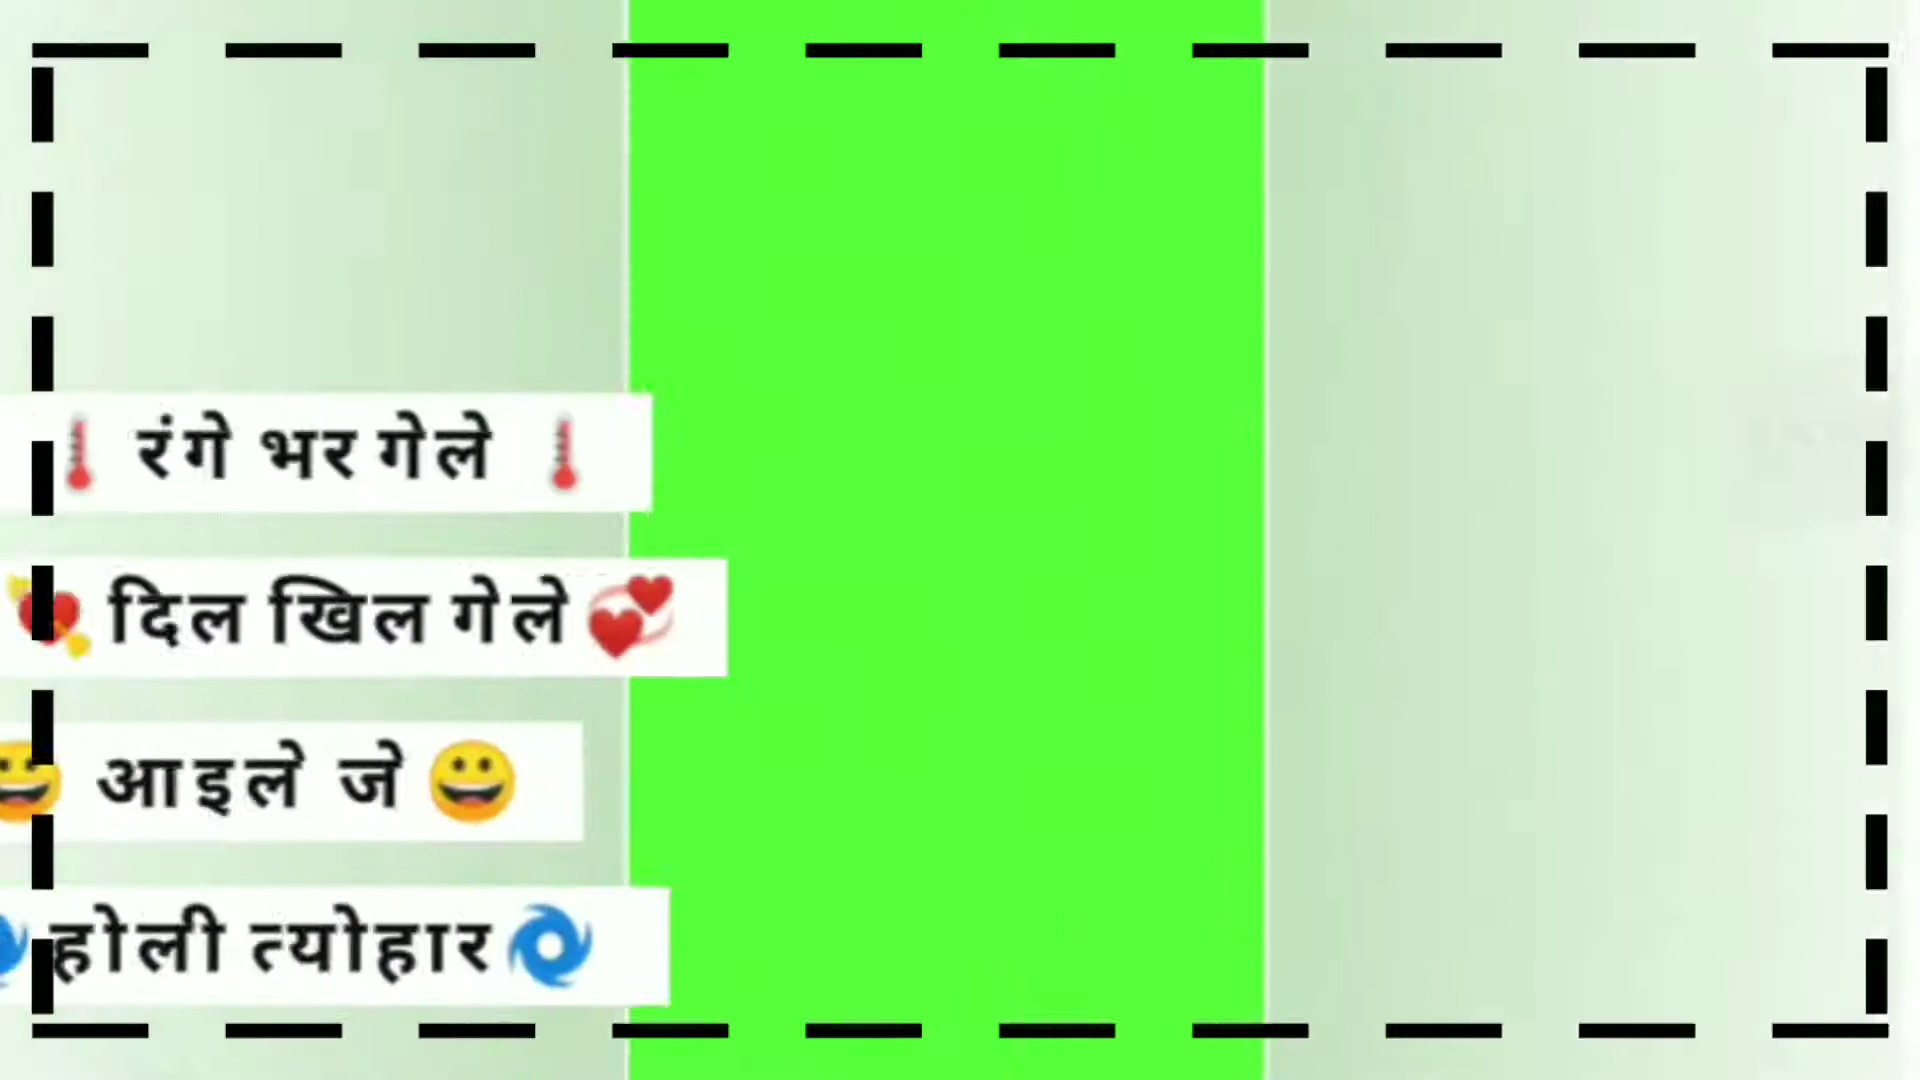 🌡️ रंगे भर गेले 🌡️
💘 दिल खिल गेले 💞
😀 आइले जे 😀
🌀 होली त्योहार 🌀